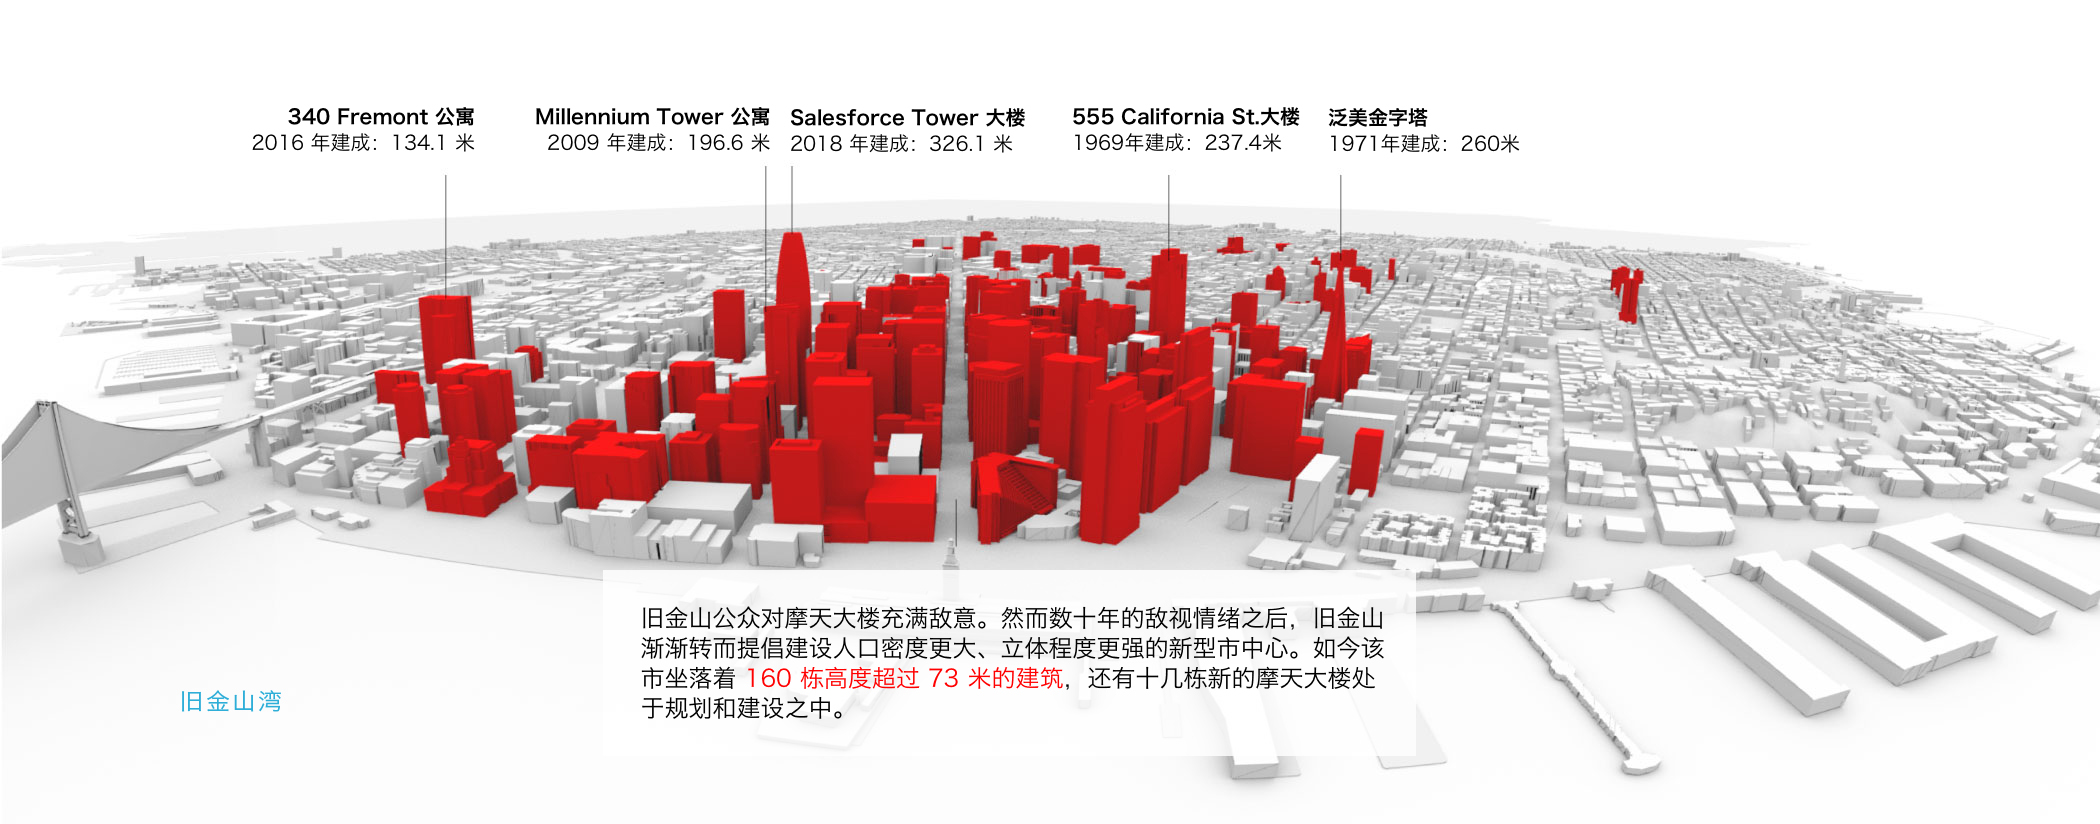 340 Fremont 公寓
2016 年建成：134.1 米
Millennium Tower 公寓
2009 年建成：196.6 米
Salesforce Tower 大楼
2018 年建成：326.1 米
555 California St.大楼
1969年建成：237.4米
泛美金字塔
1971年建成：260米
旧金山公众对摩天大楼充满敌意。然而数十年的敌视情绪之后，旧金山
渐渐转而提倡建设人口密度更大、立体程度更强的新型市中心。如今该
市坐落着 160 栋高度超过 73 米的建筑，还有十几栋新的摩天大楼处
于规划和建设之中。
旧金山湾